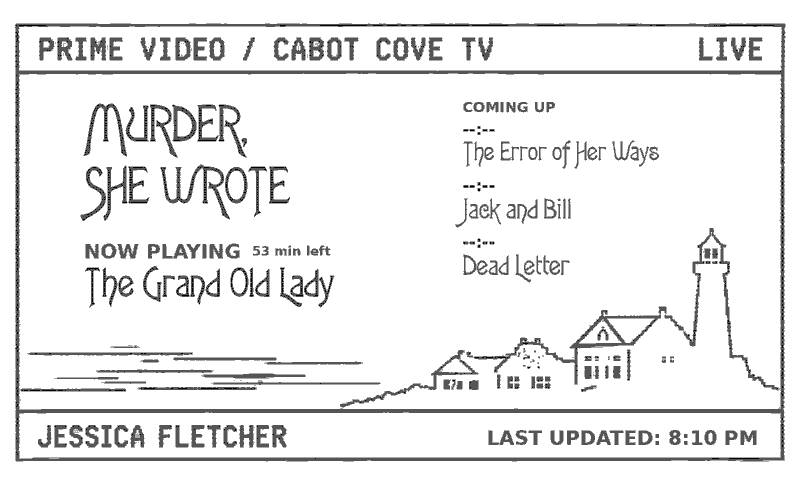 PRIME VIDEO / CABOT COVE TV LIVE
MURDER,
SHE WROTE
NOW PLAYING 53 min left
The Grand Old Lady
COMING UP
--:--
The Error of Her Ways
--:--
Jack and Bill
--:--
Dead Letter
JESSICA FLETCHER LAST UPDATED: 8:10 PM